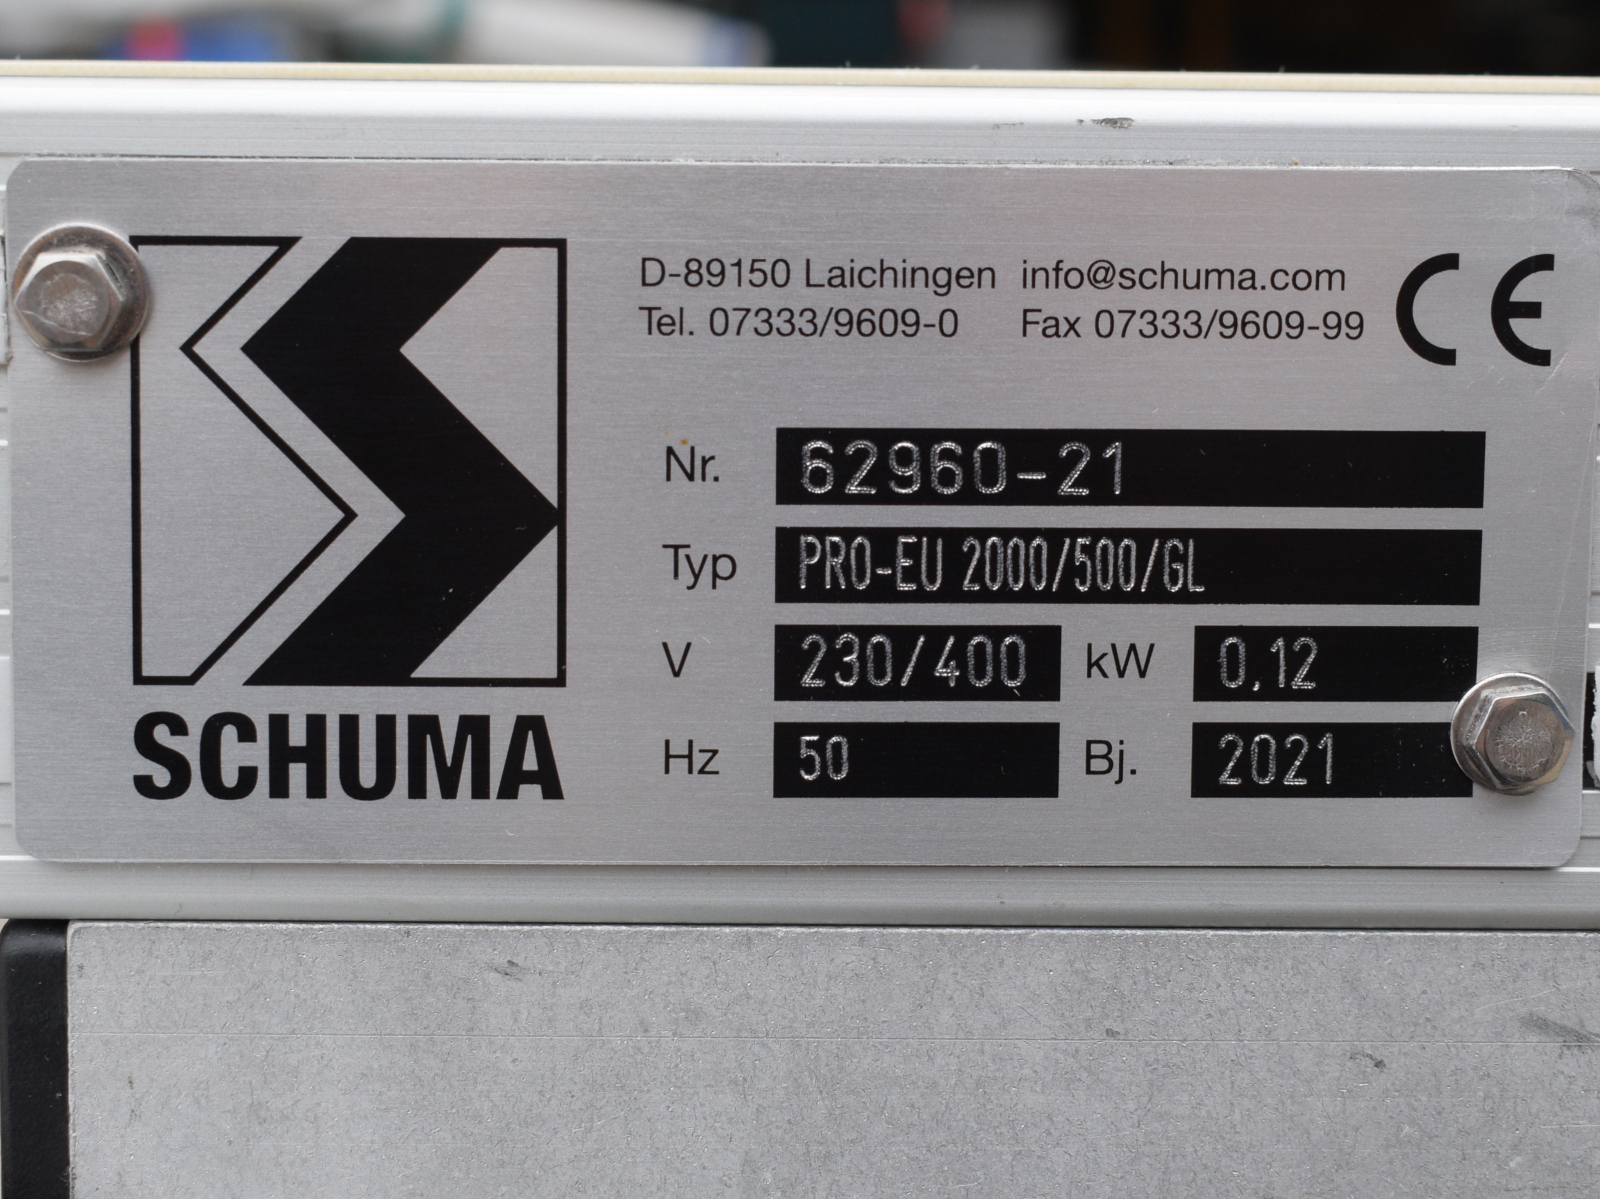 D-89150 Laichingen info@schuma.com
Tel. 07333/9609-0 Fax 07333/9609-99
CE
Nr. 62960-21
Typ PRO-EU 2000/500/GL
V 230/400 kW 0,12
Hz 50 Bj. 2021
SCHUMA